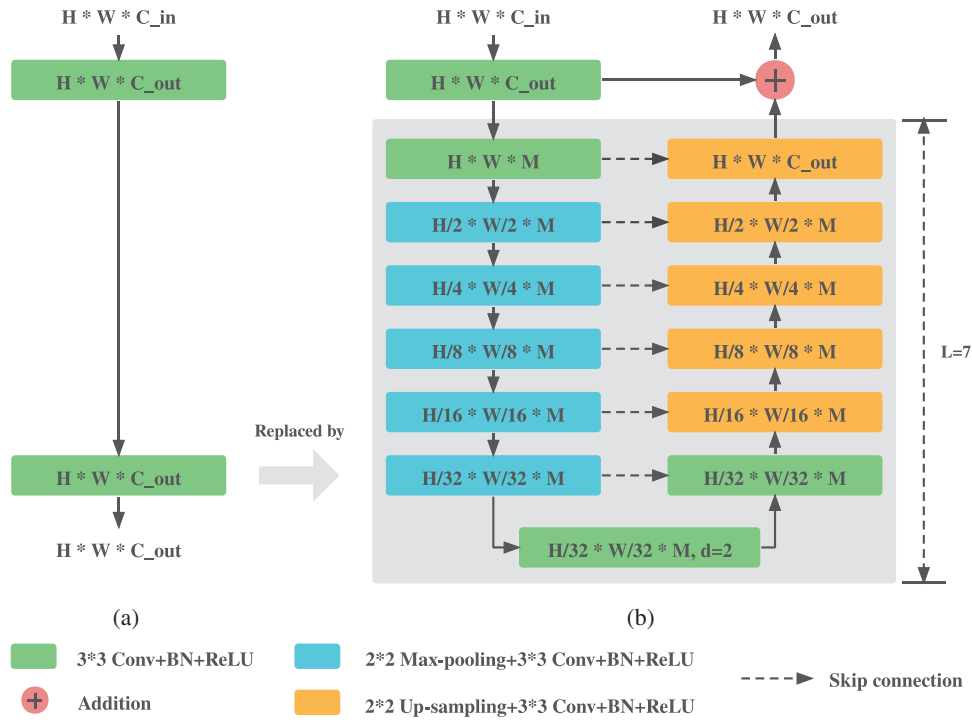 H * W * C_in
H * W * C_out
H * W * C_out
H * W * C_out
(a)
Replaced by
H * W * C_in
H * W * C_out
H * W * C_out
+
H * W * M
H * W * C_out
H/2 * W/2 * M
H/2 * W/2 * M
H/4 * W/4 * M
H/4 * W/4 * M
H/8 * W/8 * M
H/8 * W/8 * M
H/16 * W/16 * M
H/16 * W/16 * M
H/32 * W/32 * M
H/32 * W/32 * M
H/32 * W/32 * M, d=2
L=7
(b)
3*3 Conv+BN+ReLU
2*2 Max-pooling+3*3 Conv+BN+ReLU
Skip connection
+
Addition
2*2 Up-sampling+3*3 Conv+BN+ReLU